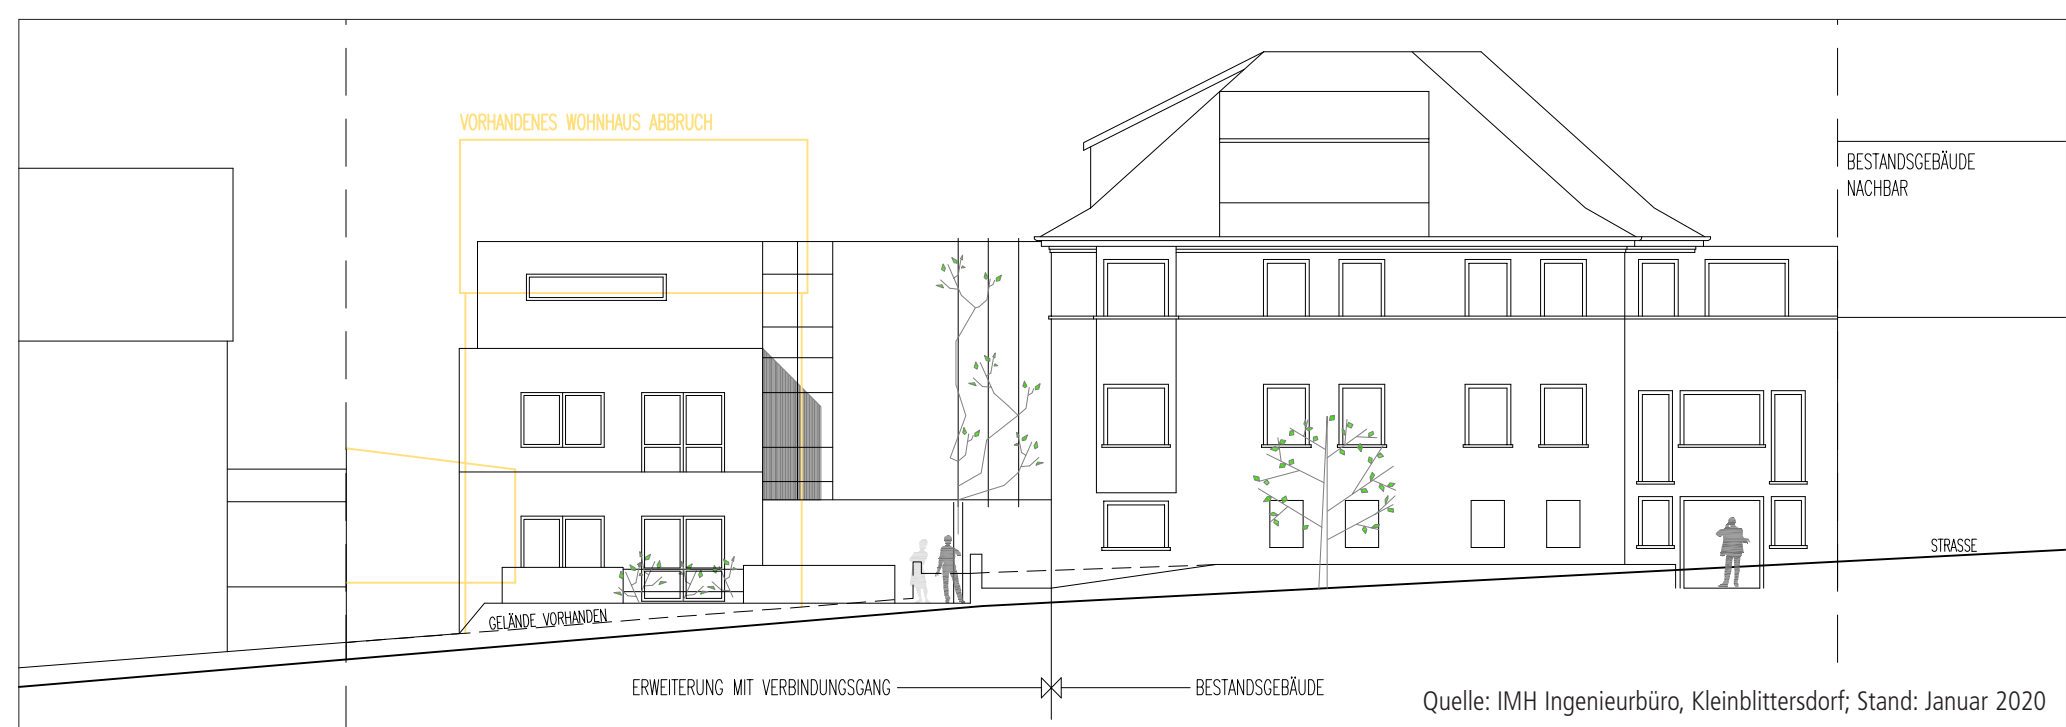 VORHANDENES WOHNHAUS ABBRUCH
BESTANDSGEBÄUDE
NACHBAR
STRASSE
GELÄNDE VORHANDEN
ERWEITERUNG MIT VERBINDUNGSGANG
BESTANDSGEBÄUDE
Quelle: IMH Ingenieurbüro, Kleinblittersdorf; Stand: Januar 2020